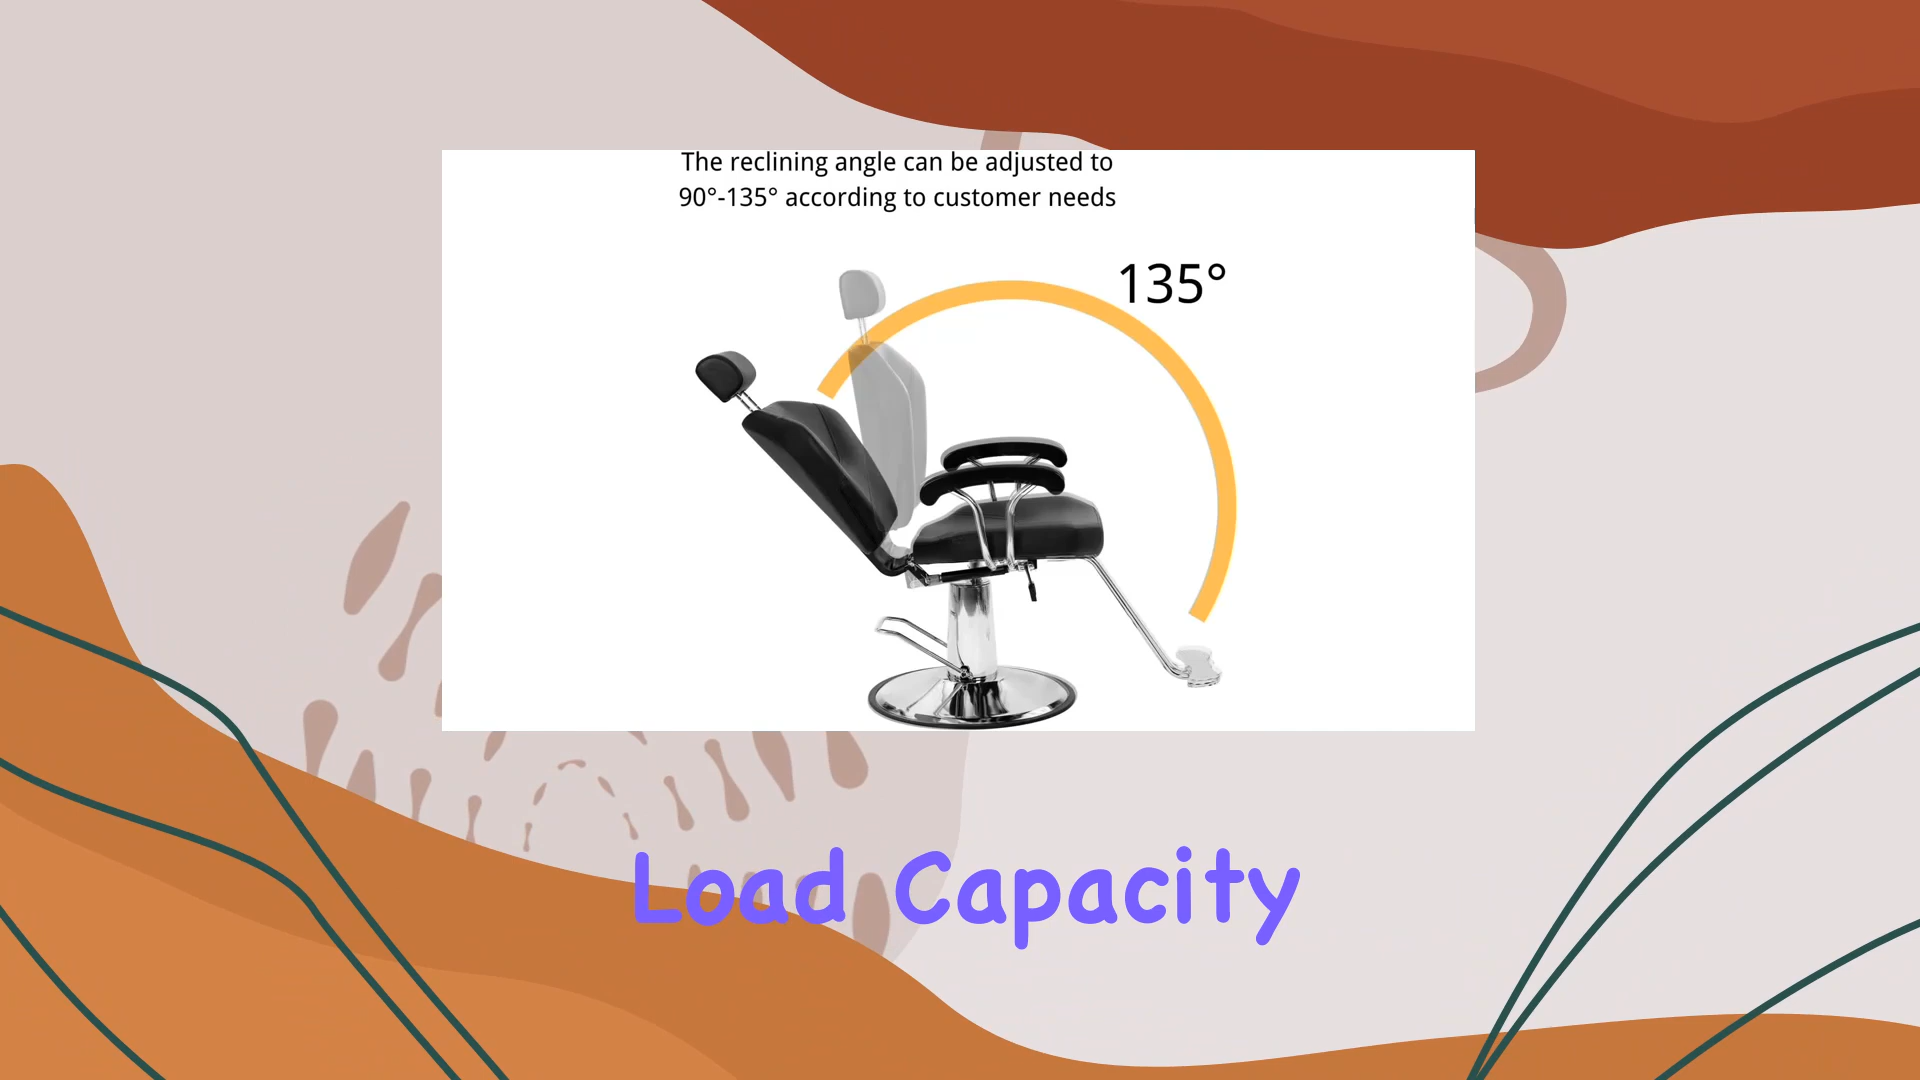 The reclining angle can be adjusted to
90°-135° according to customer needs
135°
Load Capacity